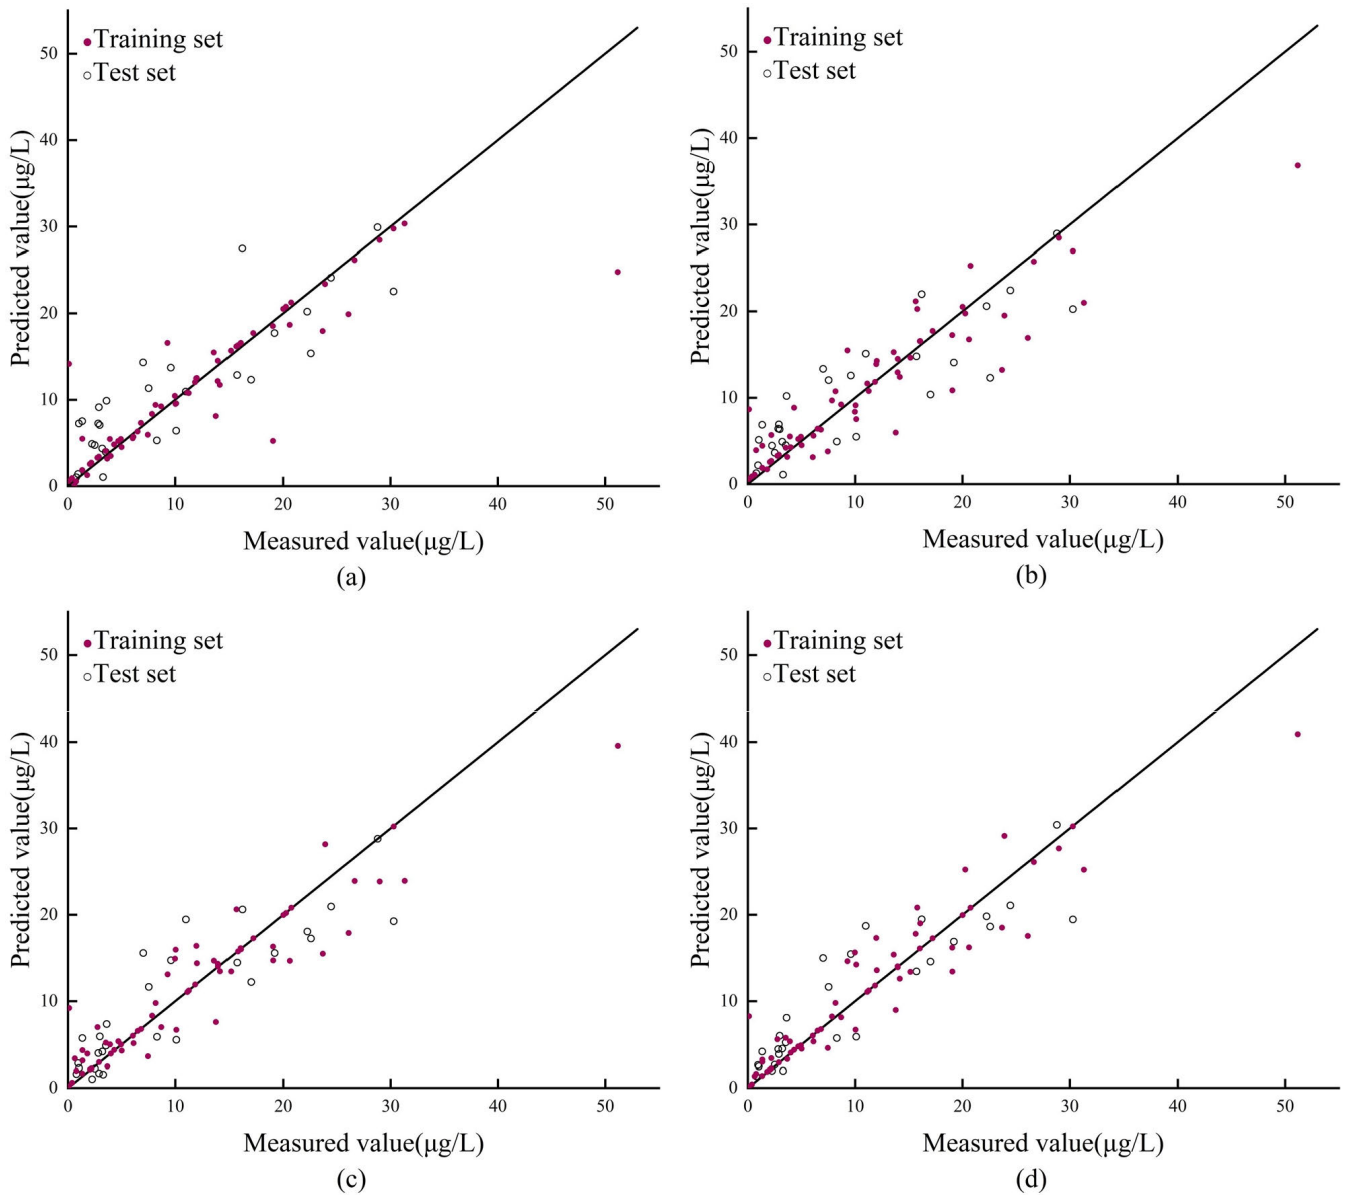 Training set
Test set
50
40
30
20
10
0
0 10 20 30 40 50
Predicted value(μg/L)
Measured value(μg/L)
(a)
Training set
Test set
50
40
30
20
10
0
0 10 20 30 40 50
Predicted value(μg/L)
Measured value(μg/L)
(b)
Training set
Test set
50
40
30
20
10
0
0 10 20 30 40 50
Predicted value(μg/L)
Measured value(μg/L)
(c)
Training set
Test set
50
40
30
20
10
0
0 10 20 30 40 50
Predicted value(μg/L)
Measured value(μg/L)
(d)